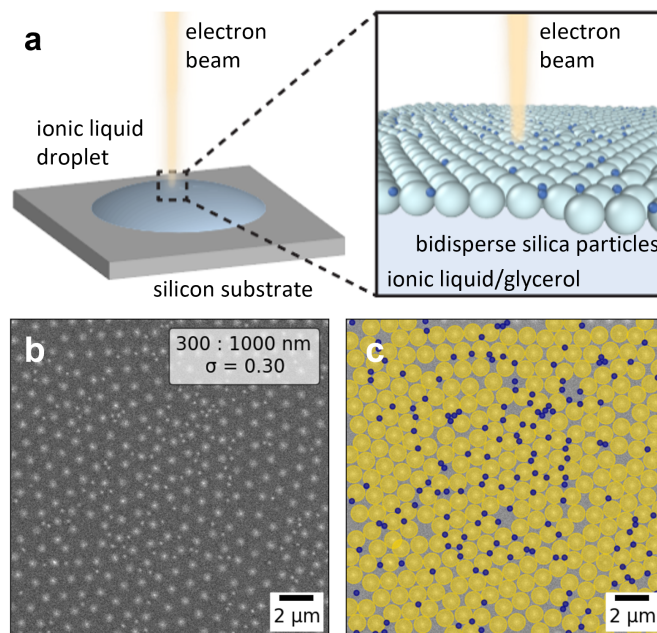 a
electron
beam
ionic liquid
droplet
silicon substrate
electron
beam
bidisperse silica particles
ionic liquid/glycerol
b
300 : 1000 nm
σ = 0.30
2 μm
c
2 μm